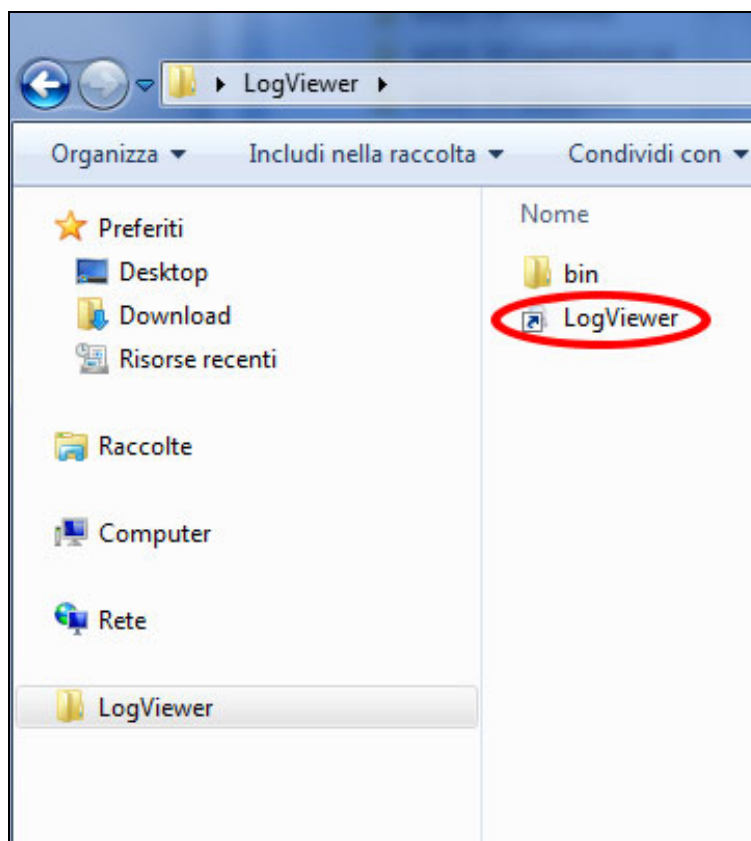 LogViewer
Organizza Includi nella raccolta Condividi con
Preferiti
Desktop
Download
Risorse recenti
Raccolte
Computer
Rete
LogViewer
Nome
bin
LogViewer